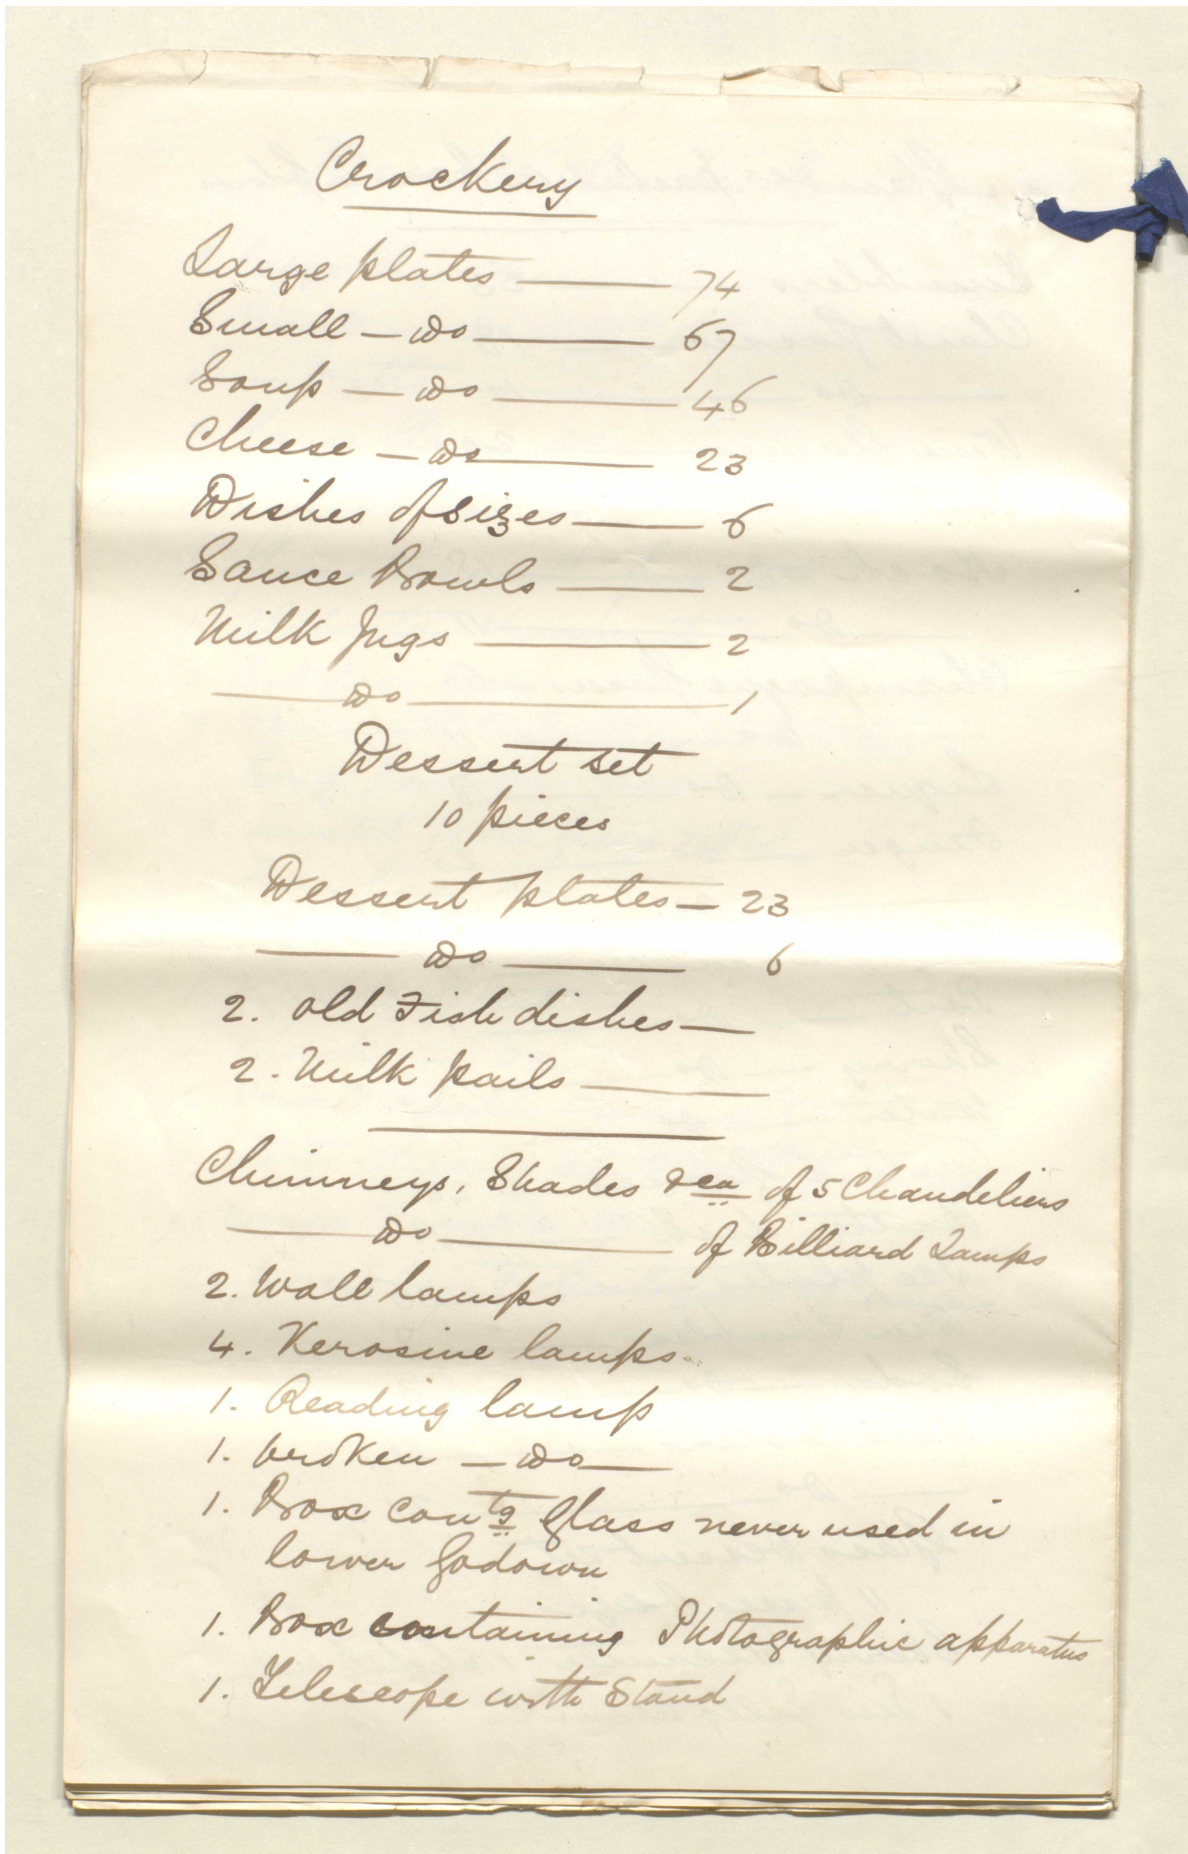 Crockery
Large plates — 74
Small — Do — 67
Soup — Do — 46
Cheese — Do — 23
Dishes of sizes — 6
Sauce Bowls — 2
Milk Jugs — 2
— Do — 1
Dessert set
10 pieces
Dessert plates — 23
— Do — 6
2. Old Fish dishes —
2. Milk pails —
Chimneys, Shades &ca of 5 Chandeliers
— Do — of Billiard Lamps
2. Wall lamps
4. Kerosine lamps
1. Reading lamp
1. broken — Do —
1. Box contg glass never used in
lower Godown
1. Box containing Photographic apparatus
1. Telescope with Stand